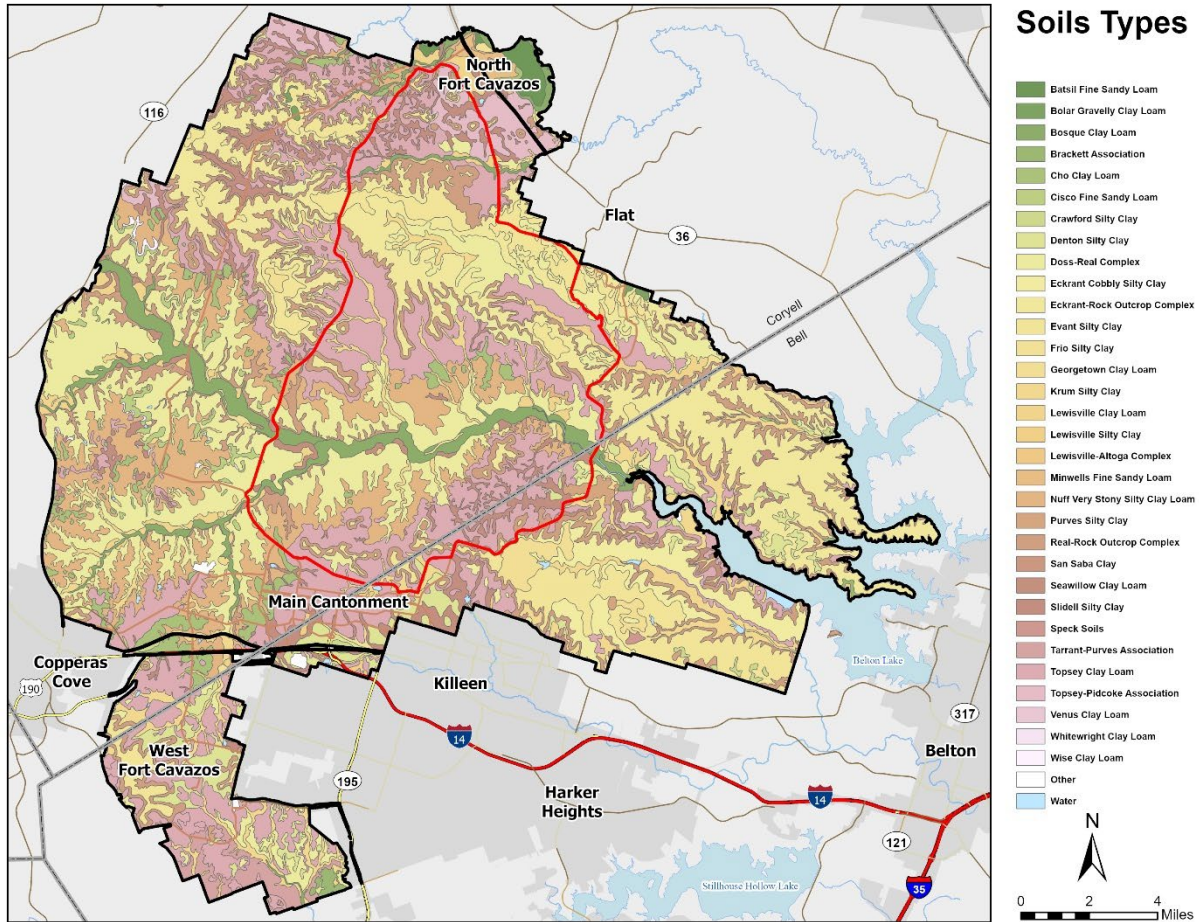 Soils Types
North
Fort Cavazos
116
Flat
36
Coryell
Bell
Main Cantonment
Copperas
Cove
190
Killeen
Belton Lake
317
14
West
Fort Cavazos
195
Belton
Harker
Heights
14
121
Stillhouse Hollow Lake
35
Batsil Fine Sandy Loam
Bolar Gravelly Clay Loam
Bosque Clay Loam
Brackett Association
Cho Clay Loam
Cisco Fine Sandy Loam
Crawford Silty Clay
Denton Silty Clay
Doss-Real Complex
Eckrant Cobbly Silty Clay
Eckrant-Rock Outcrop Complex
Evant Silty Clay
Frio Silty Clay
Georgetown Clay Loam
Krum Silty Clay
Lewisville Clay Loam
Lewisville Silty Clay
Lewisville-Altoga Complex
Minwells Fine Sandy Loam
Nuff Very Stony Silty Clay Loam
Purves Silty Clay
Real-Rock Outcrop Complex
San Saba Clay
Seawillow Clay Loam
Slidell Silty Clay
Speck Soils
Tarrant-Purves Association
Topsey Clay Loam
Topsey-Pidcoke Association
Venus Clay Loam
Whitewright Clay Loam
Wise Clay Loam
Other
Water
N
0 2 4
Miles